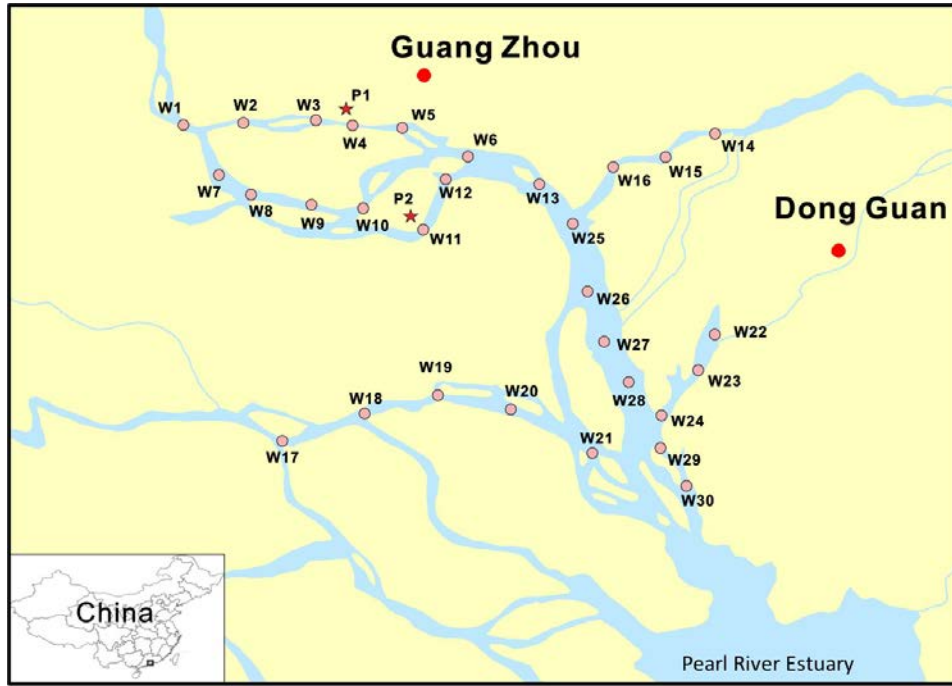 Guang Zhou
P1
W1
W2
W3
W4
W5
W6
W14
W7
W8
W9
W10
P2
W11
W12
W13
W16
W15
W25
Dong Guan
W26
W27
W22
W19
W23
W18
W20
W28
W24
W17
W21
W29
W30
China
Pearl River Estuary